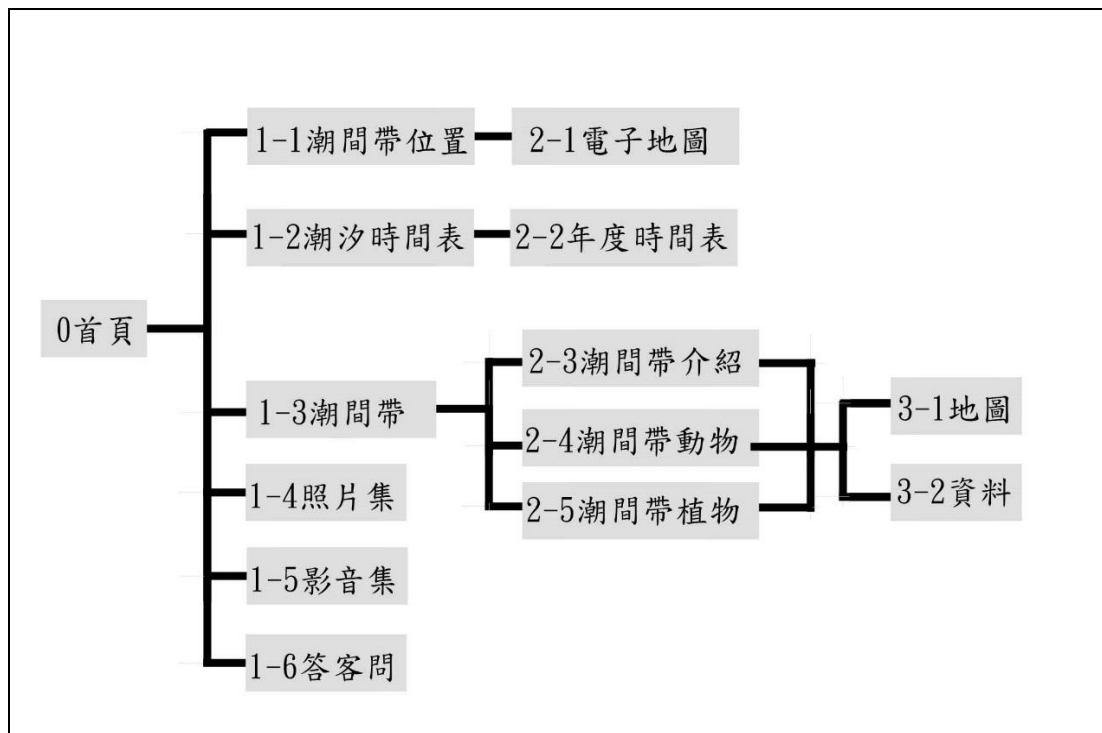 0首頁
1-1潮間帶位置
2-1電子地圖
1-2潮汐時間表
2-2年度時間表
1-3潮間帶
2-3潮間帶介紹
2-4潮間帶動物
2-5潮間帶植物
3-1地圖
3-2資料
1-4照片集
1-5影音集
1-6答客問